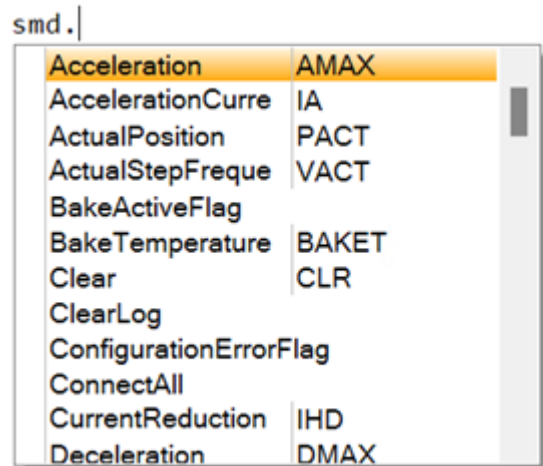 smd.
Acceleration AMAX
AccelerationCurre IA
ActualPosition PACT
ActualStepFreque VACT
BakeActiveFlag
BakeTemperature BAKET
Clear CLR
ClearLog
ConfigurationErrorFlag
ConnectAll
CurrentReduction IHD
Deceleration DMAX